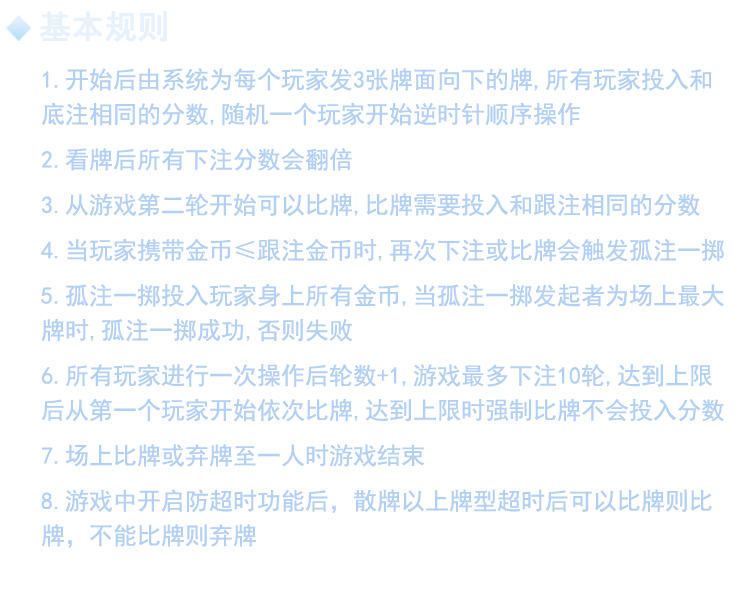 基本规则
1. 开始后由系统为每个玩家发3张牌面向下的牌, 所有玩家投入和
底注相同的分数, 随机一个玩家开始逆时针顺序操作
2. 看牌后所有下注分数会翻倍
3. 从游戏第二轮开始可以比牌, 比牌需要投入和跟注相同的分数
4. 当玩家携带金币≤跟注金币时, 再次下注或比牌会触发孤注一掷
5. 孤注一掷投入玩家身上所有金币, 当孤注一掷发起者为场上最大
牌时, 孤注一掷成功, 否则失败
6. 所有玩家进行一次操作后轮数+1, 游戏最多下注10轮, 达到上限
后从第一个玩家开始依次比牌, 达到上限时强制比牌不会投入分数
7. 场上比牌或弃牌至一人时游戏结束
8. 游戏中开启防超时功能后，散牌以上牌型超时后可以比牌则比
牌，不能比牌则弃牌